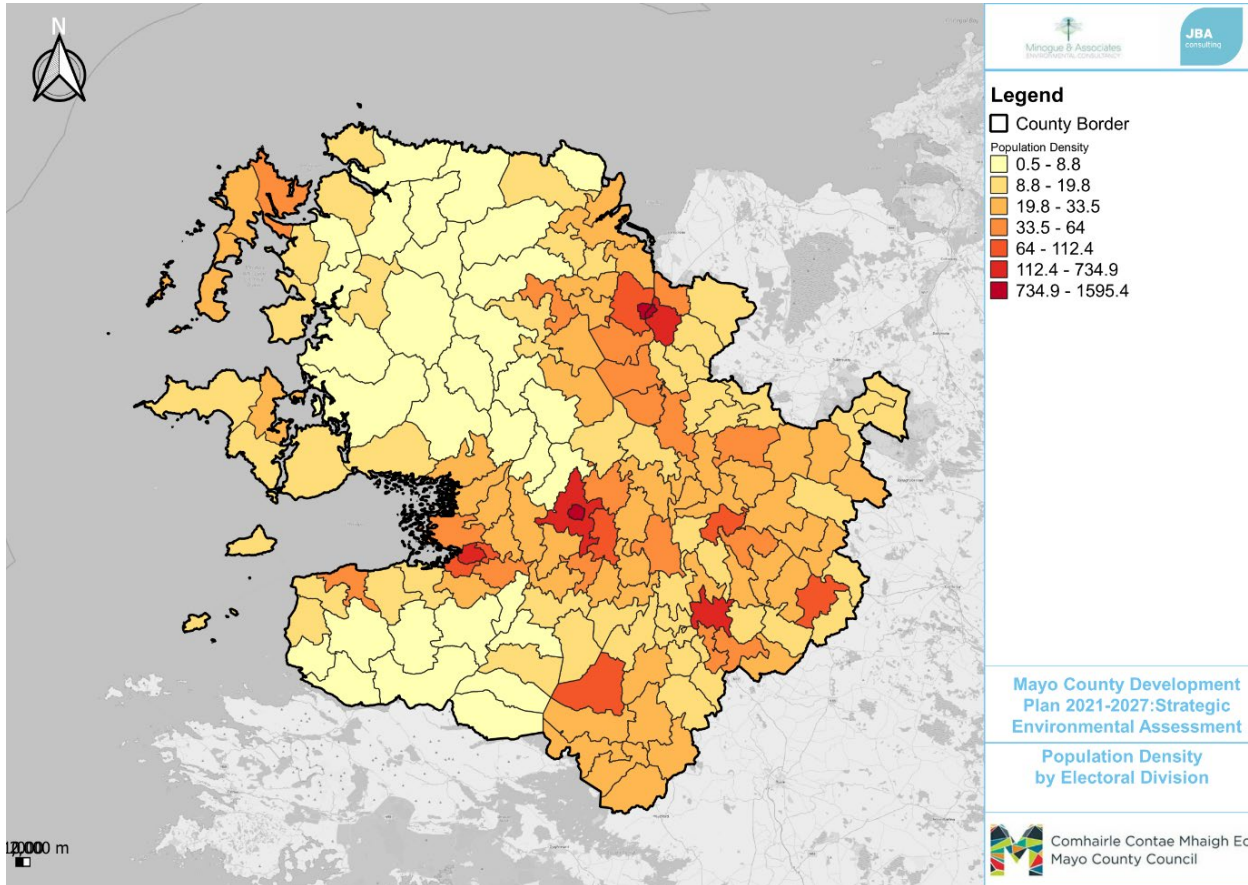 N
Minogue & Associates
ENVIRONMENTAL CONSULTANCY
JBA
consulting
Legend
County Border
Population Density
0.5 - 8.8
8.8 - 19.8
19.8 - 33.5
33.5 - 64
64 - 112.4
112.4 - 734.9
734.9 - 1595.4
Mayo County Development
Plan 2021-2027:Strategic
Environmental Assessment
Population Density
by Electoral Division
Comhairle Contae Mhaigh Eo
Mayo County Council
m